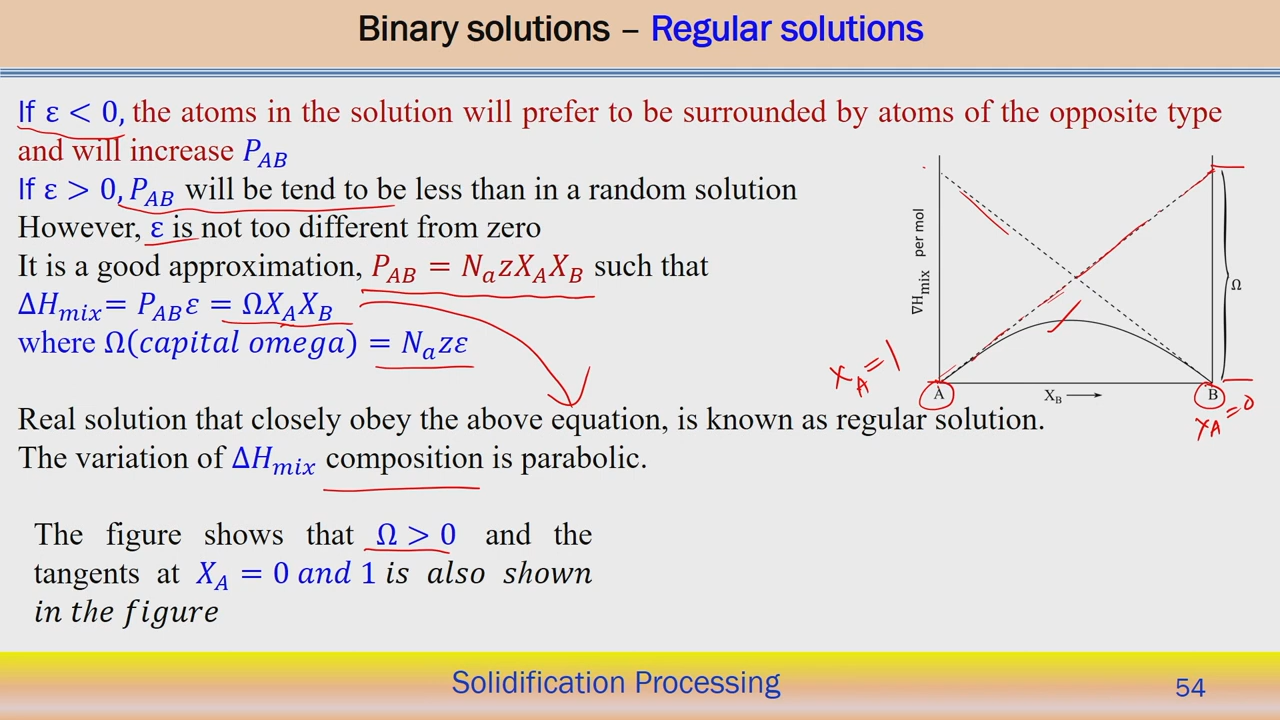 Binary solutions – Regular solutions
If ε < 0, the atoms in the solution will prefer to be surrounded by atoms of the opposite type
and will increase P_AB
If ε > 0, P_AB will be tend to be less than in a random solution
However, ε is not too different from zero
It is a good approximation, P_AB = N_a z X_A X_B such that
ΔH_mix = P_AB ε = ΩX_A X_B
where Ω(capital omega) = N_a zε
∇H_mix per mol
Ω
X_A = 1
A
X_B
B
X_A = 0
Real solution that closely obey the above equation, is known as regular solution.
The variation of ΔH_mix composition is parabolic.
The figure shows that Ω > 0 and the
tangents at X_A = 0 and 1 is also shown
in the figure
Solidification Processing
54